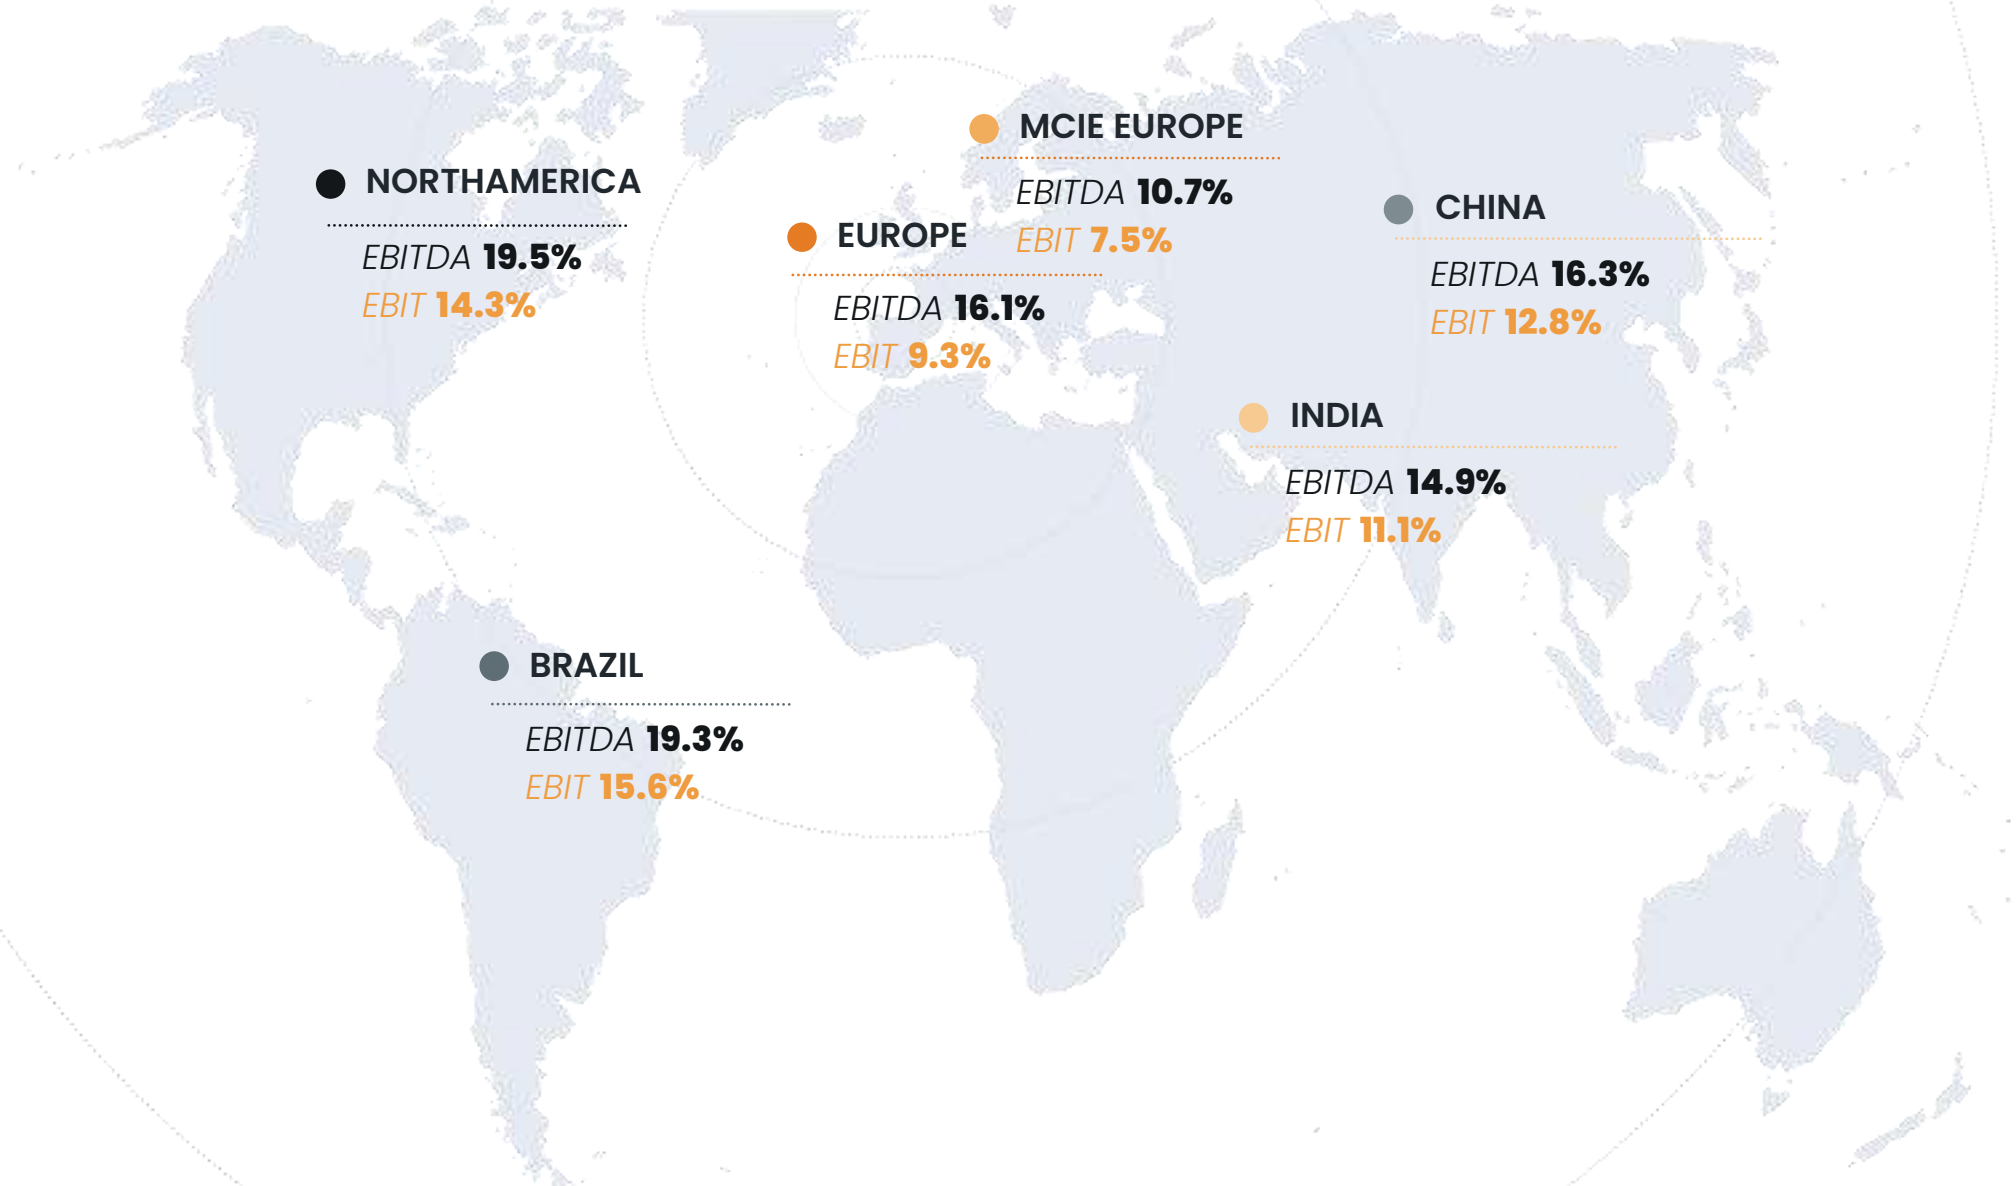 NORTHAMERICA
EBITDA 19.5%
EBIT 14.3%
MCIE EUROPE
EBITDA 10.7%
EBIT 7.5%
EUROPE
EBITDA 16.1%
EBIT 9.3%
CHINA
EBITDA 16.3%
EBIT 12.8%
INDIA
EBITDA 14.9%
EBIT 11.1%
BRAZIL
EBITDA 19.3%
EBIT 15.6%